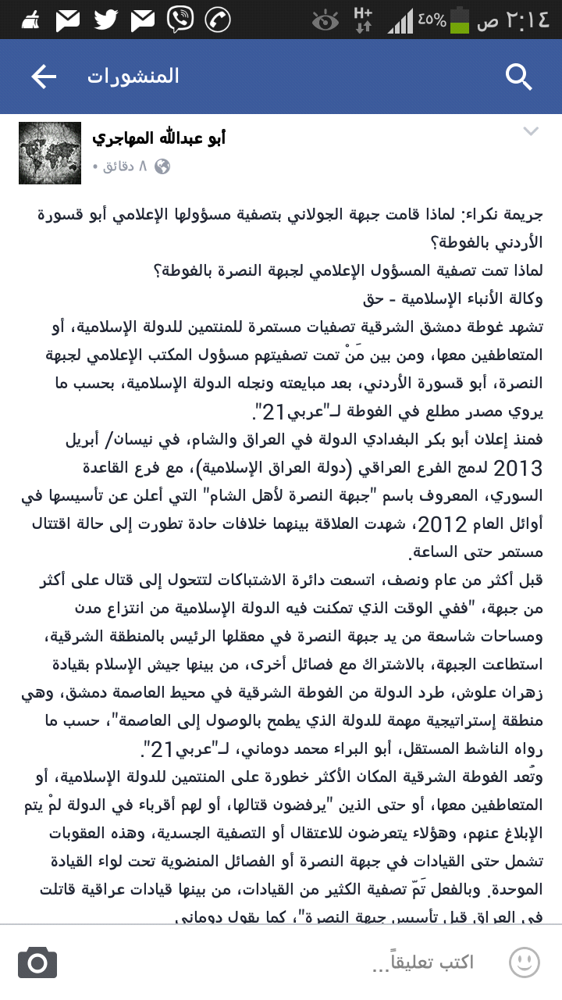 ٪٤٥ ٢:١٤ ص
H+
المنشورات
أبو عبدالله المهاجري
٨ دقائق •
جريمة نكراء: لماذا قامت جبهة الجولاني بتصفية مسؤولها الإعلامي أبو قسورة
الأردني بالغوطة؟
لماذا تمت تصفية المسؤول الإعلامي لجبهة النصرة بالغوطة؟
وكالة الأنباء الإسلامية - حق
تشهد غوطة دمشق الشرقية تصفيات مستمرة للمنتمين للدولة الإسلامية، أو
المتعاطفين معها، ومن بين مَنْ تمت تصفيتهم مسؤول المكتب الإعلامي لجبهة
النصرة، أبو قسورة الأردني، بعد مبايعته ونجله الدولة الإسلامية، بحسب ما
يروي مصدر مطلع في الغوطة لـ"عربي21".
فمنذ إعلان أبو بكر البغدادي الدولة في العراق والشام، في نيسان/ أبريل
2013 لدمج الفرع العراقي (دولة العراق الإسلامية)، مع فرع القاعدة
السوري، المعروف باسم "جبهة النصرة لأهل الشام" التي أعلن عن تأسيسها في
أوائل العام 2012، شهدت العلاقة بينهما خلافات حادة تطورت إلى حالة اقتتال
مستمر حتى الساعة.
قبل أكثر من عام ونصف، اتسعت دائرة الاشتباكات لتتحول إلى قتال على أكثر
من جبهة، "ففي الوقت الذي تمكنت فيه الدولة الإسلامية من انتزاع مدن
ومساحات شاسعة من يد جبهة النصرة في معقلها الرئيس بالمنطقة الشرقية،
استطاعت الجبهة، بالاشتراك مع فصائل أخرى، من بينها جيش الإسلام بقيادة
زهران علوش، طرد الدولة من الغوطة الشرقية في محيط العاصمة دمشق، وهي
منطقة إستراتيجية مهمة للدولة الذي يطمح بالوصول إلى العاصمة"، حسب ما
رواه الناشط المستقل، أبو البراء محمد دوماني، لـ"عربي21".
وتُعد الغوطة الشرقية المكان الأكثر خطورة على المنتمين للدولة الإسلامية، أو
المتعاطفين معها، أو حتى الذين "يرفضون قتالها، أو لهم أقرباء في الدولة لمْ يتم
الإبلاغ عنهم، وهؤلاء يتعرضون للاعتقال أو التصفية الجسدية، وهذه العقوبات
تشمل حتى القيادات في جبهة النصرة أو الفصائل المنضوية تحت لواء القيادة
الموحدة. وبالفعل تَمّ تصفية الكثير من القيادات، من بينها قيادات عراقية قاتلت
في العراق قبل تأسيس جبهة النصرة"، كما يقول دوماني
اكتب تعليقاً...